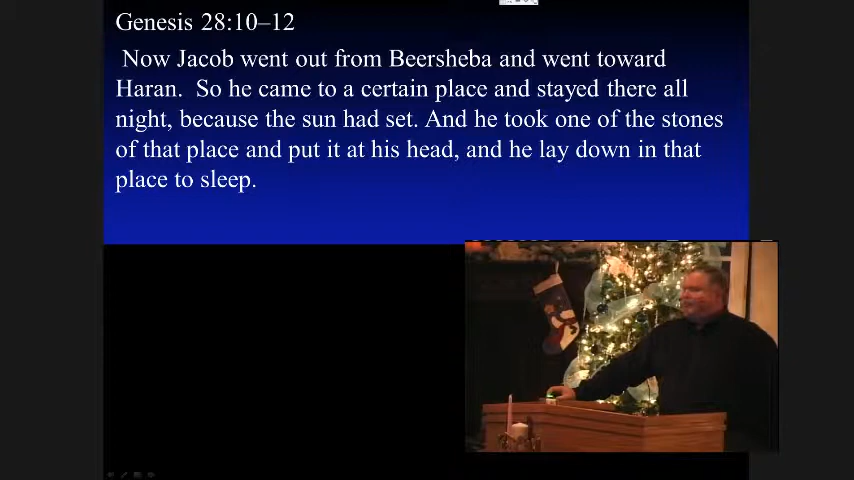 Genesis 28:10–12
Now Jacob went out from Beersheba and went toward
Haran.  So he came to a certain place and stayed there all
night, because the sun had set. And he took one of the stones
of that place and put it at his head, and he lay down in that
place to sleep.